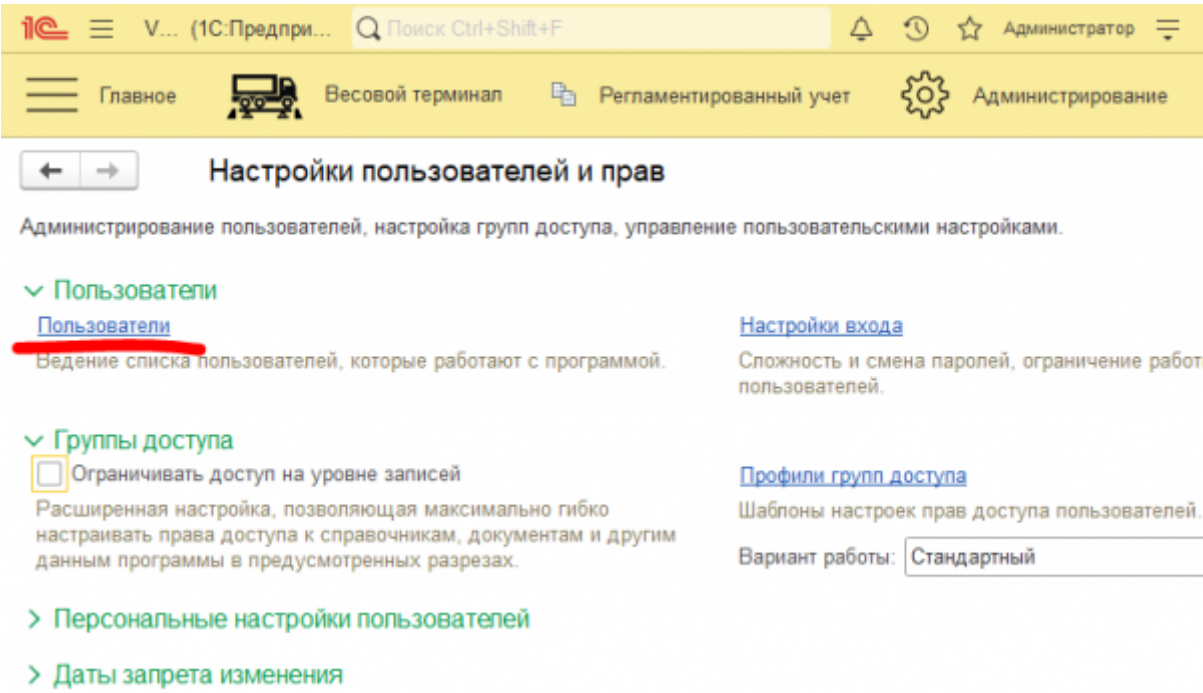 1С V... (1С:Предпри... Поиск Ctrl+Shift+F Администратор
Главное Весовой терминал Регламентированный учет Администрирование
Настройки пользователей и прав
Администрирование пользователей, настройка групп доступа, управление пользовательскими настройками.
Пользователи
Пользователи
Ведение списка пользователей, которые работают с программой.
Настройки входа
Сложность и смена паролей, ограничение работ
пользователей.
Группы доступа
Ограничивать доступ на уровне записей
Расширенная настройка, позволяющая максимально гибко
настраивать права доступа к справочникам, документам и другим
данным программы в предусмотренных разрезах.
Профили групп доступа
Шаблоны настроек прав доступа пользователей.
Вариант работы: Стандартный
Персональные настройки пользователей
Даты запрета изменения